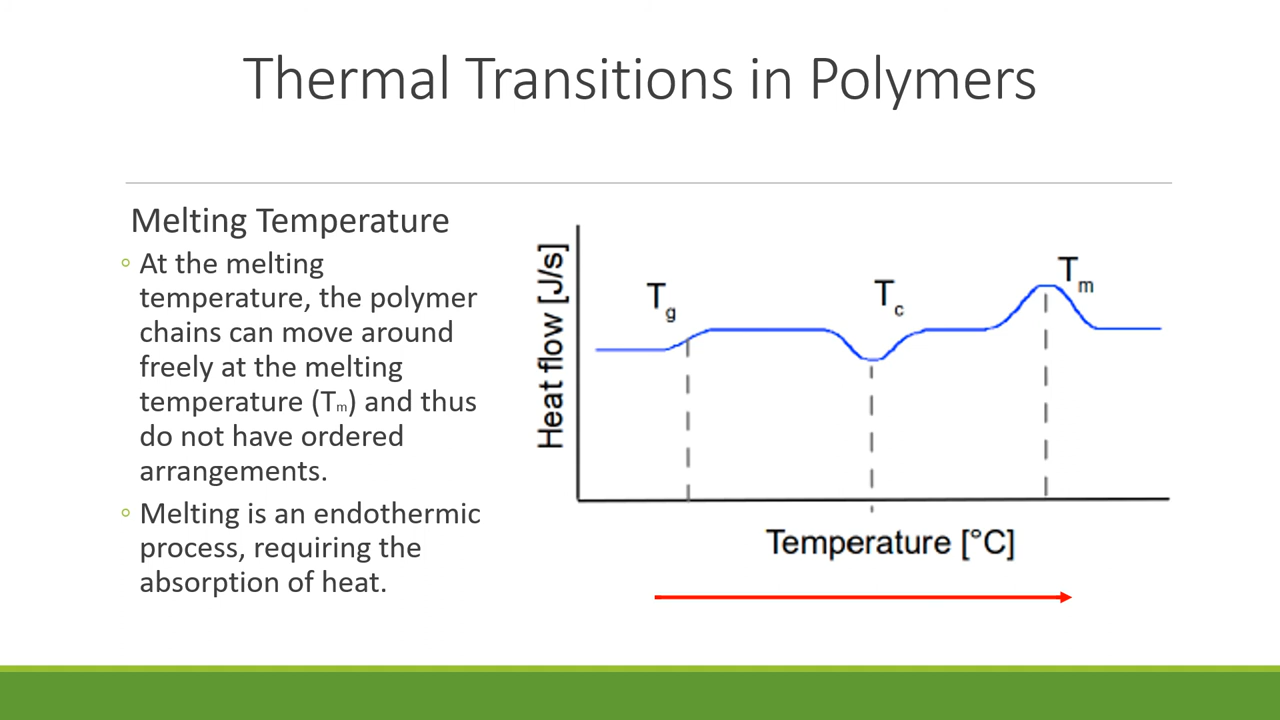 Thermal Transitions in Polymers
Melting Temperature
◦ At the melting
temperature, the polymer
chains can move around
freely at the melting
temperature (Tm) and thus
do not have ordered
arrangements.
◦ Melting is an endothermic
process, requiring the
absorption of heat.
Heat flow [J/s]
Tg
Tc
Tm
Temperature [°C]